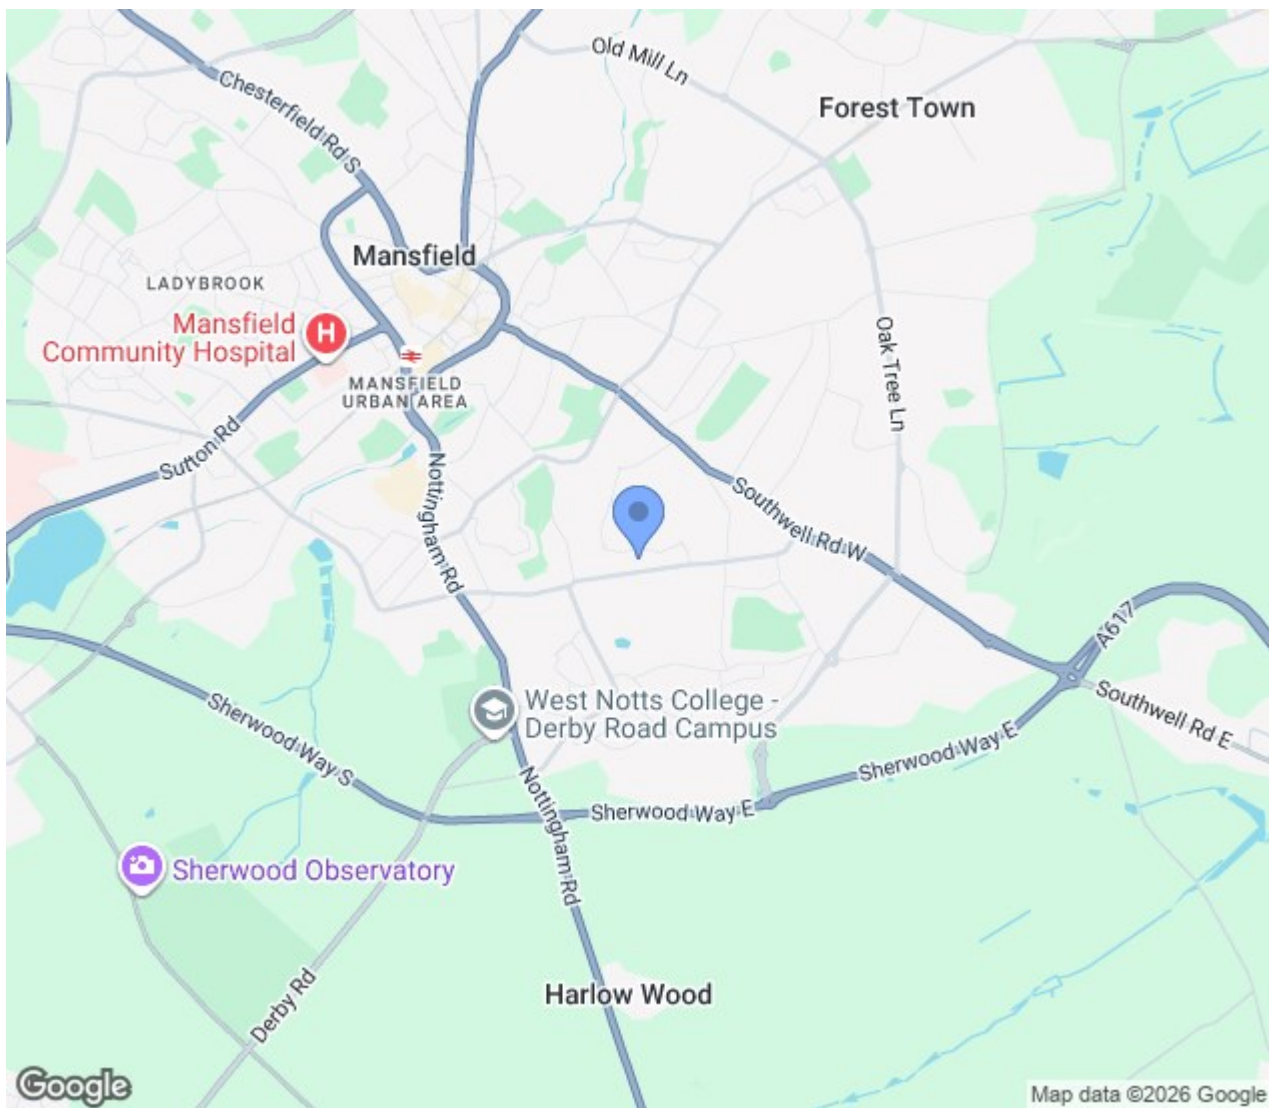 Old Mill Ln
Forest Town
Chesterfield Rd S
Mansfield
LADYBROOK
Mansfield
Community Hospital
H
MANSFIELD
URBAN AREA
Oak Tree Ln
Sutton Rd
Nottingham Rd
Southwell Rd W
A617
Southwell Rd E
West Notts College -
Derby Road Campus
Sherwood Way S
Sherwood Way E
Sherwood Way E
Nottingham Rd
Sherwood Observatory
Derby Rd
Harlow Wood
Google
Map data ©2026 Google